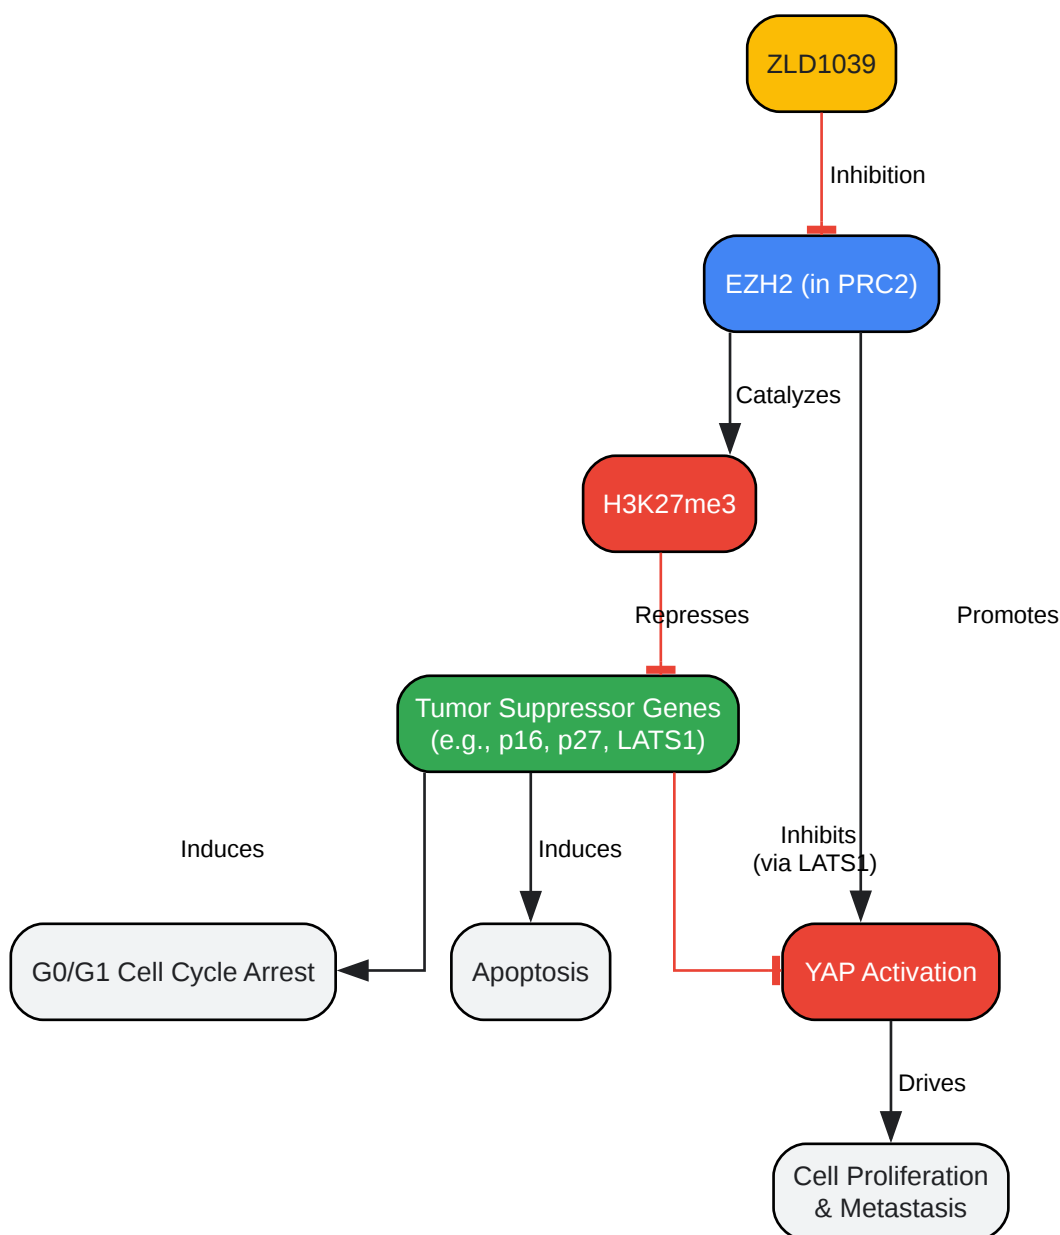 ZLD1039
Inhibition
EZH2 (in PRC2)
Catalyzes
H3K27me3
Represses
Promotes
Tumor Suppressor Genes
(e.g., p16, p27, LATS1)
Induces
Induces
Inhibits
(via LATS1)
G0/G1 Cell Cycle Arrest
Apoptosis
YAP Activation
Drives
Cell Proliferation
& Metastasis